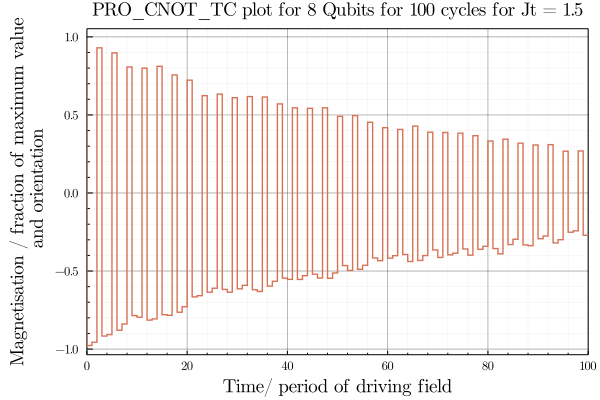 PRO_CNOT_TC plot for 8 Qubits for 100 cycles for Jt = 1.5
Magnetisation / fraction of maximum value
and orientation
1.0
0.5
0.0
−0.5
−1.0
0 20 40 60 80 100
Time/ period of driving field